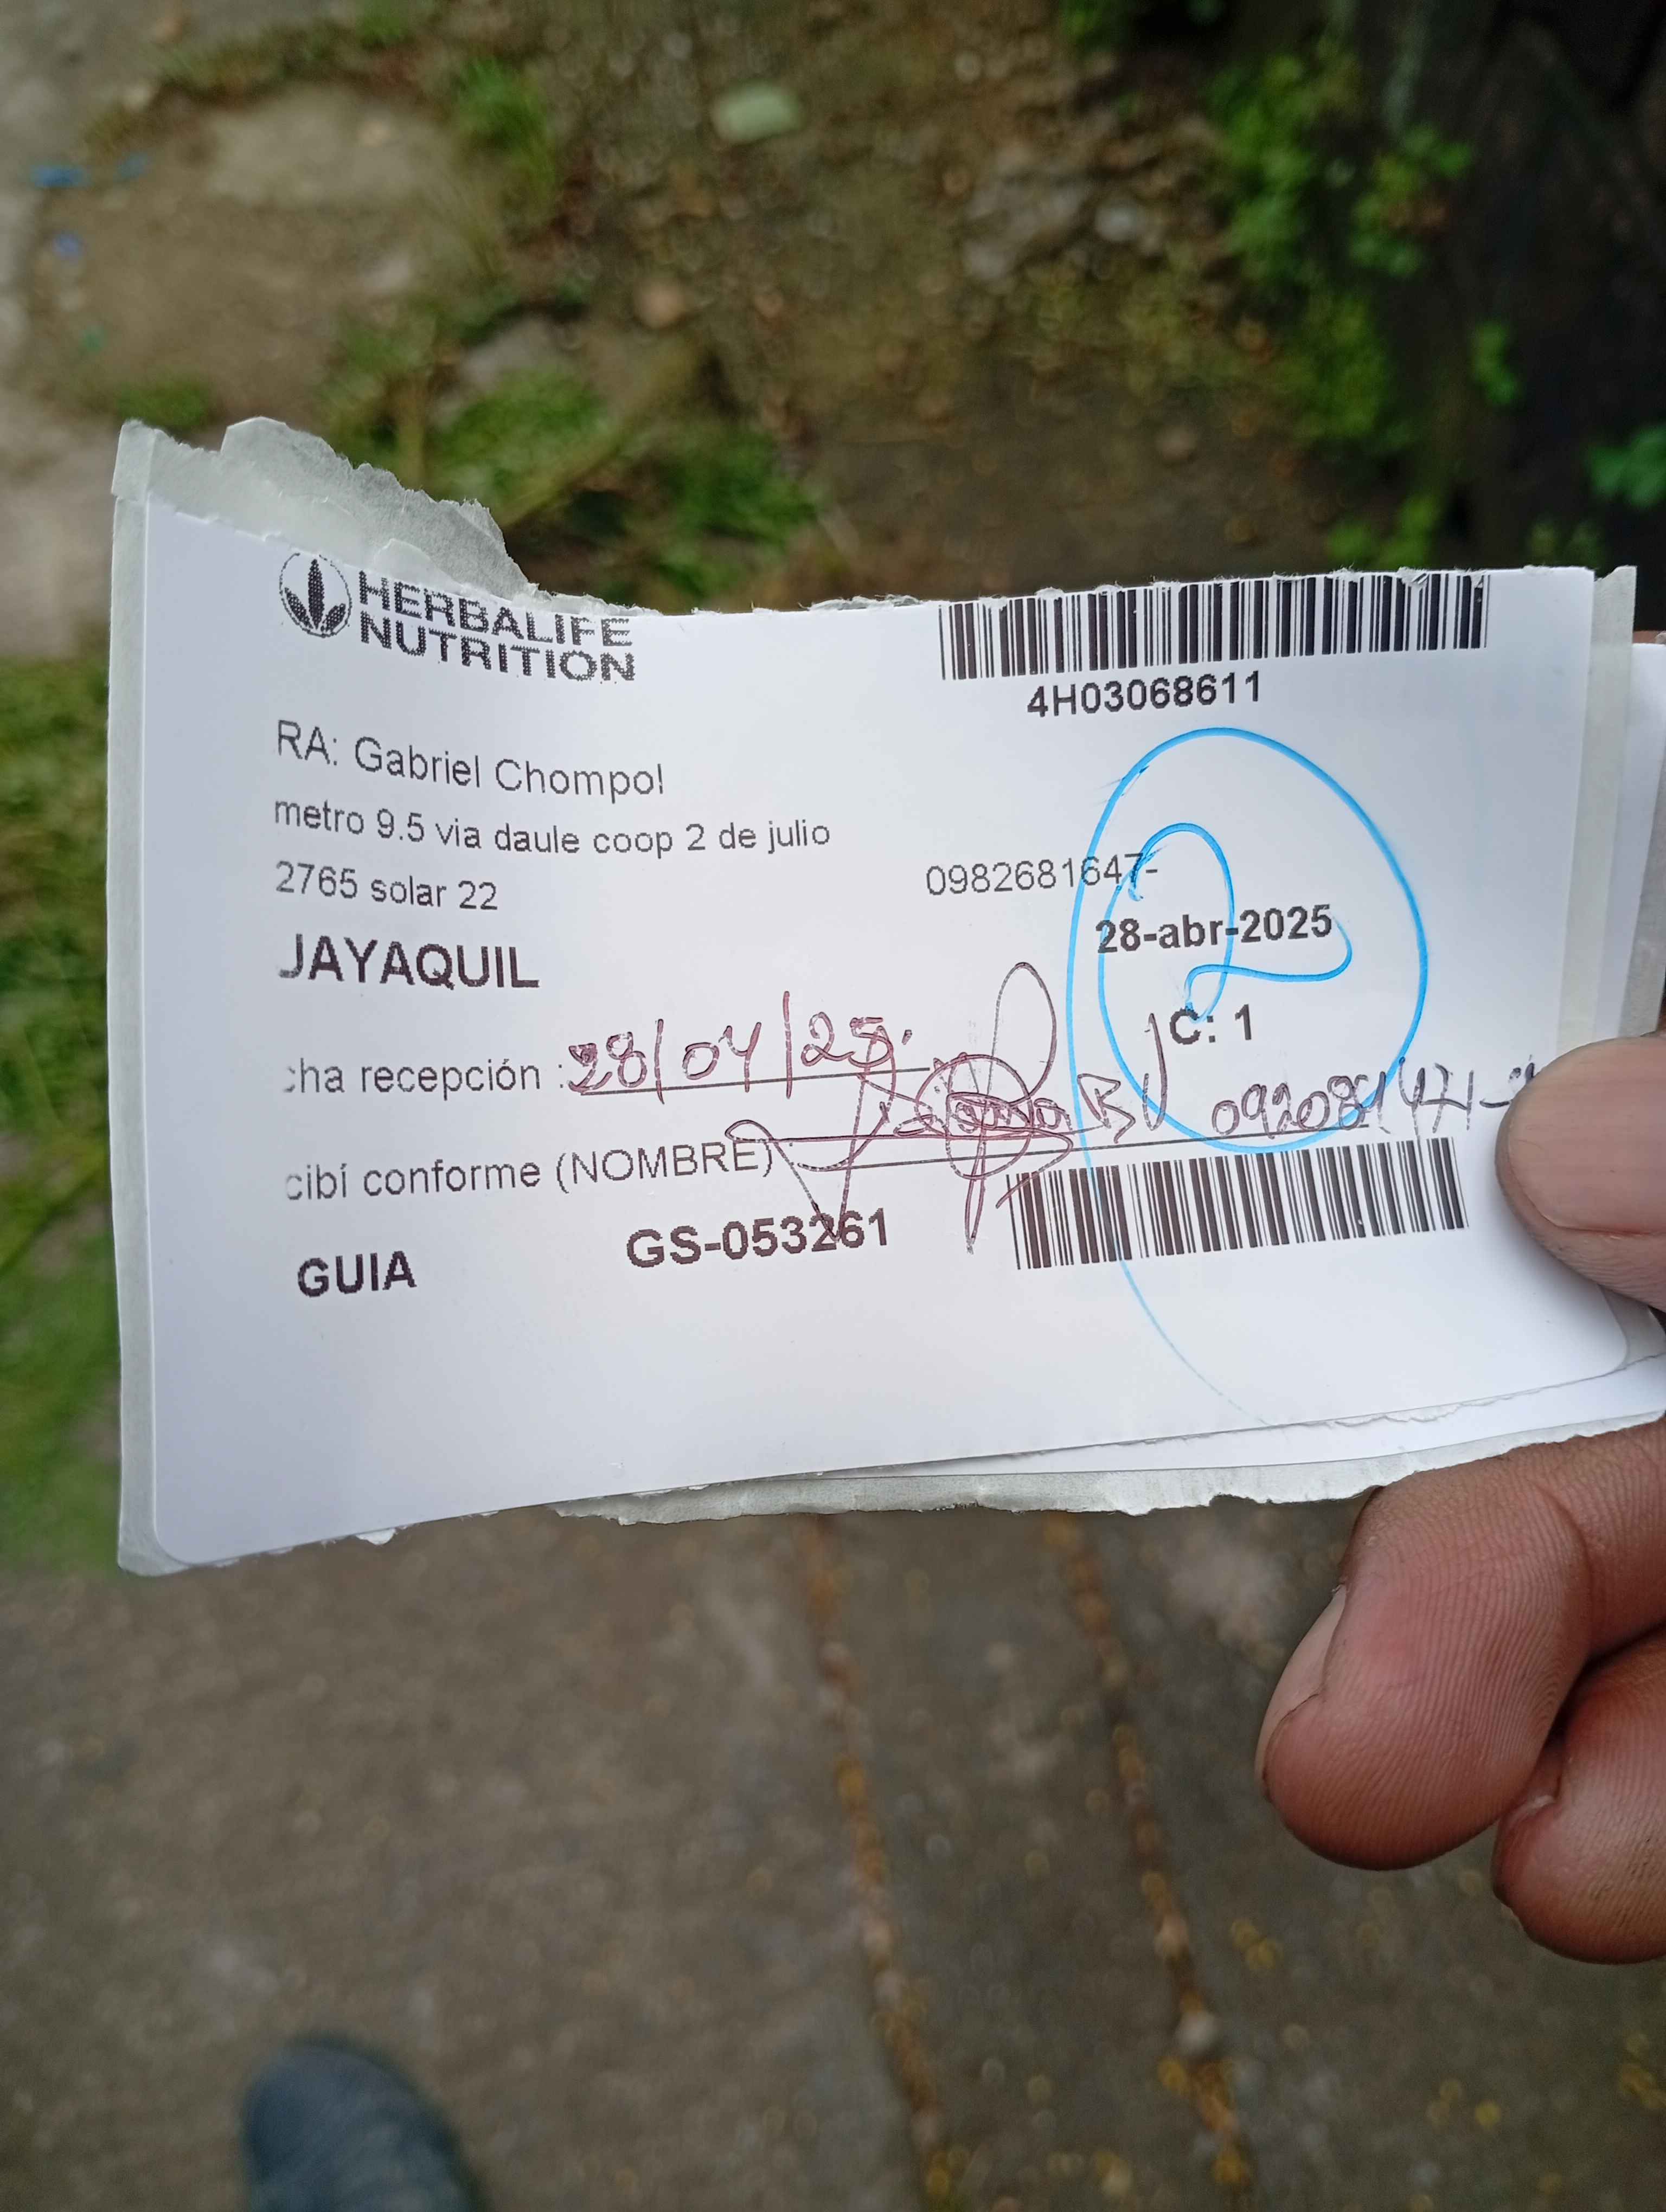 HERBALIFE
NUTRITION
4H03068611
RA: Gabriel Chompol
metro 9.5 via daule coop 2 de julio
2765 solar 22
0982681647-
JAYAQUIL
28-abr-2025
2
C: 1
cha recepción : 28/04/25.
cibí conforme (NOMBRE)
GUIA GS-053261